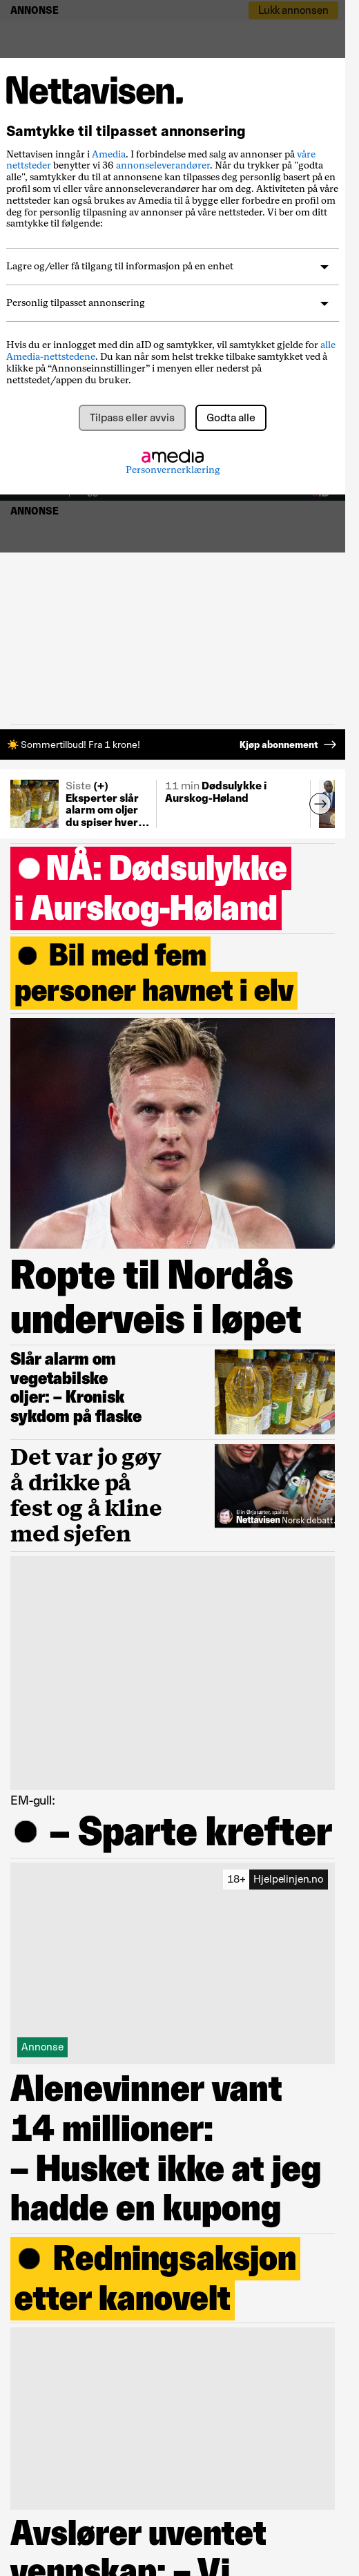 ANNONSE
Lukk annonsen
Nettavisen.
Samtykke til tilpasset annonsering
Nettavisen inngår i Amedia. I forbindelse med salg av annonser på våre
nettsteder benytter vi 36 annonseleverandører. Når du trykker på "godta
alle", samtykker du til at annonsene kan tilpasses deg personlig basert på en
profil som vi eller våre annonseleverandører har om deg. Aktiviteten på våre
nettsteder kan også brukes av Amedia til å bygge eller forbedre en profil om
deg for personlig tilpasning av annonser på våre nettsteder. Vi ber om ditt
samtykke til følgende:
Lagre og/eller få tilgang til informasjon på en enhet
Personlig tilpasset annonsering
Hvis du er innlogget med din aID og samtykker, vil samtykket gjelde for alle
Amedia-nettstedene. Du kan når som helst trekke tilbake samtykket ved å
klikke på “Annonseinnstillinger” i menyen eller nederst på
nettstedet/appen du bruker.
Tilpass eller avvis
Godta alle
amedia
Personvernerklæring
ANNONSE
☀️ Sommertilbud! Fra 1 krone!
Kjøp abonnement →
Siste (+)
Eksperter slår
alarm om oljer
du spiser hver…
11 min Dødsulykke i
Aurskog-Høland
NÅ: Dødsulykke
i Aurskog-Høland
Bil med fem
personer havnet i elv
Ropte til Nordås
underveis i løpet
Slår alarm om
vegetabilske
oljer: – Kronisk
sykdom på flaske
Det var jo gøy
å drikke på
fest og å kline
med sjefen
Elin Ørjasæter, spaltist
Nettavisen Norsk debatt.
EM-gull:
– Sparte krefter
18+ Hjelpelinjen.no
Annonse
Alenevinner vant
14 millioner:
– Husket ikke at jeg
hadde en kupong
Redningsaksjon
etter kanovelt
Avslører uventet
vennskap: – Vi